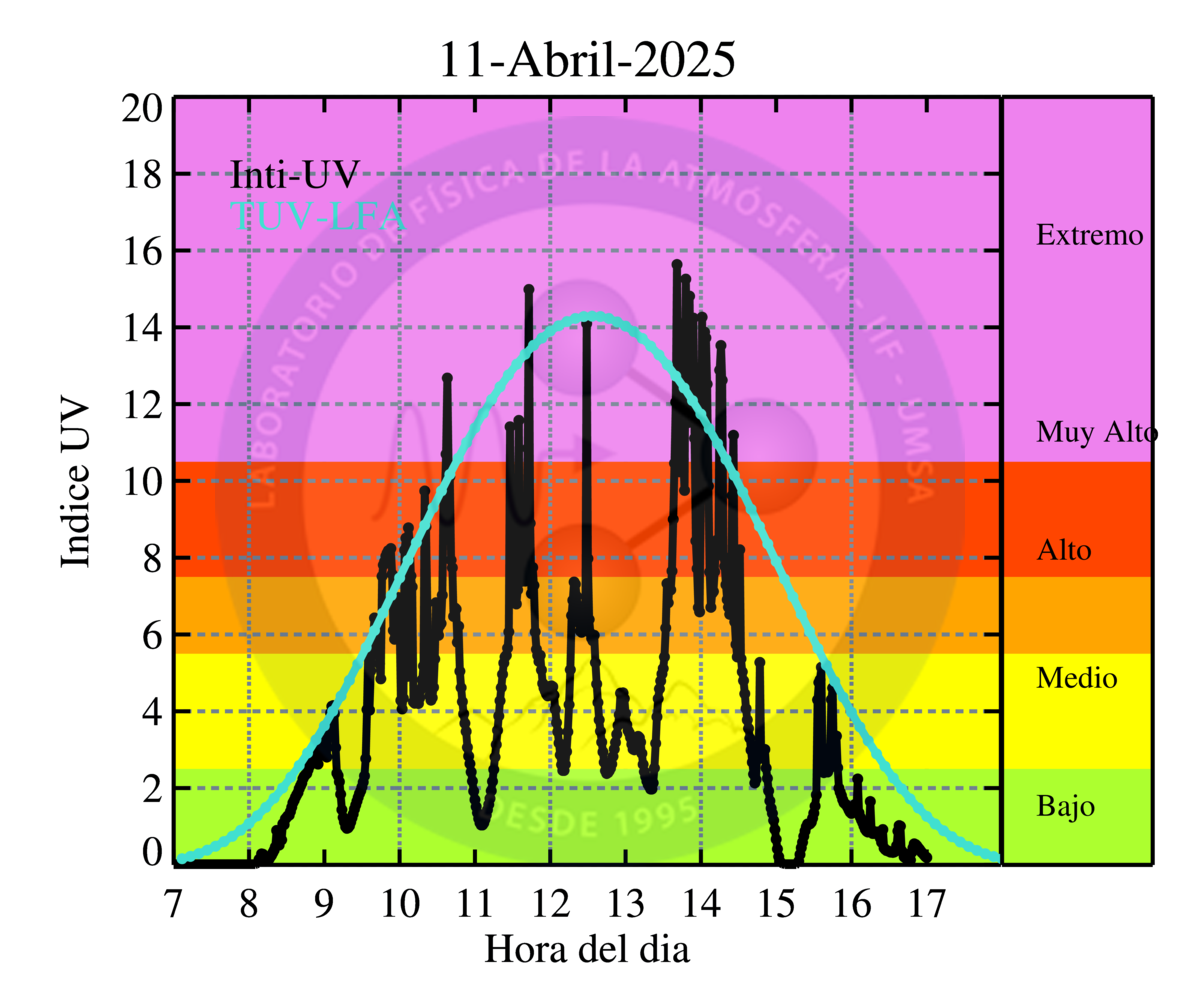 11-Abril-2025
20
18
16
14
12
10
8
6
4
2
0
Indice UV
Inti-UV
TUV-LFA
LABORATORIO DE FÍSICA DE LA ATMÓSFERA - IIF - UMSA
DESDE 1995
Extremo
Muy Alto
Alto
Medio
Bajo
7 8 9 10 11 12 13 14 15 16 17
Hora del dia